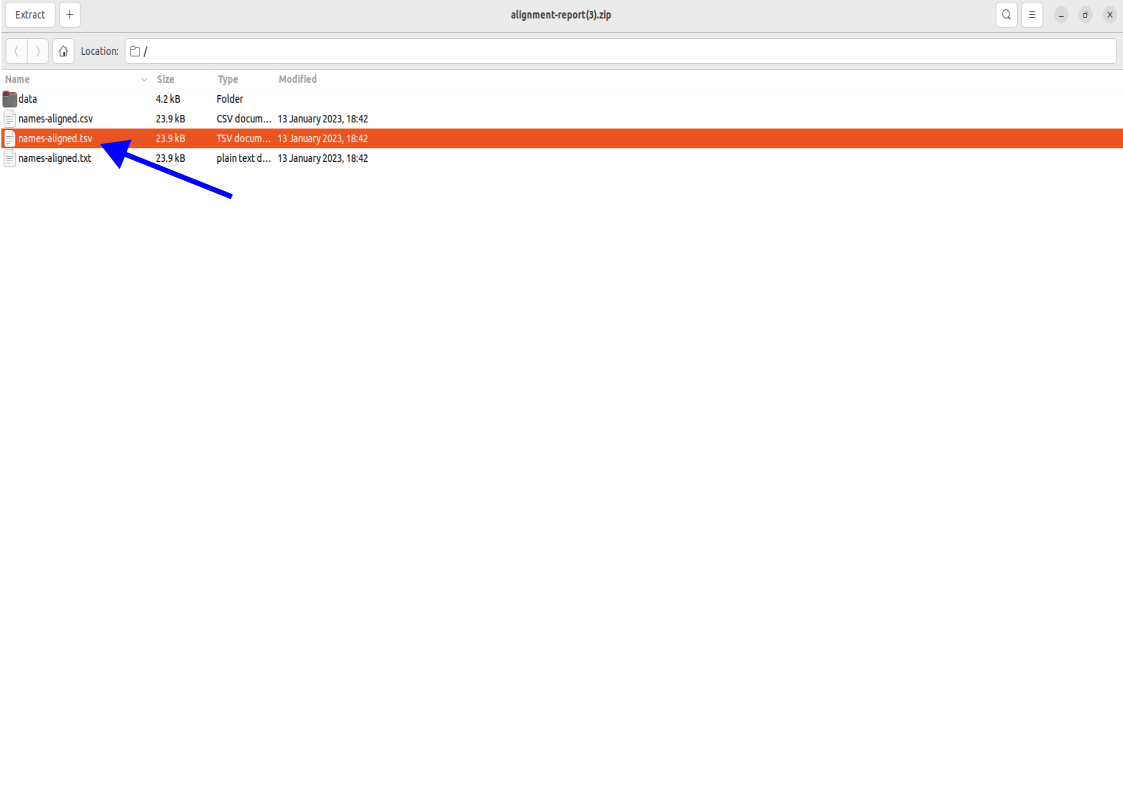 Extract + alignment-report(3).zip
Location: /
Name Size Type Modified
data 4.2 kB Folder
names-aligned.csv 23.9 kB CSV docum... 13 January 2023, 18:42
names-aligned.tsv 23.9 kB TSV docum... 13 January 2023, 18:42
names-aligned.txt 23.9 kB plain text d... 13 January 2023, 18:42